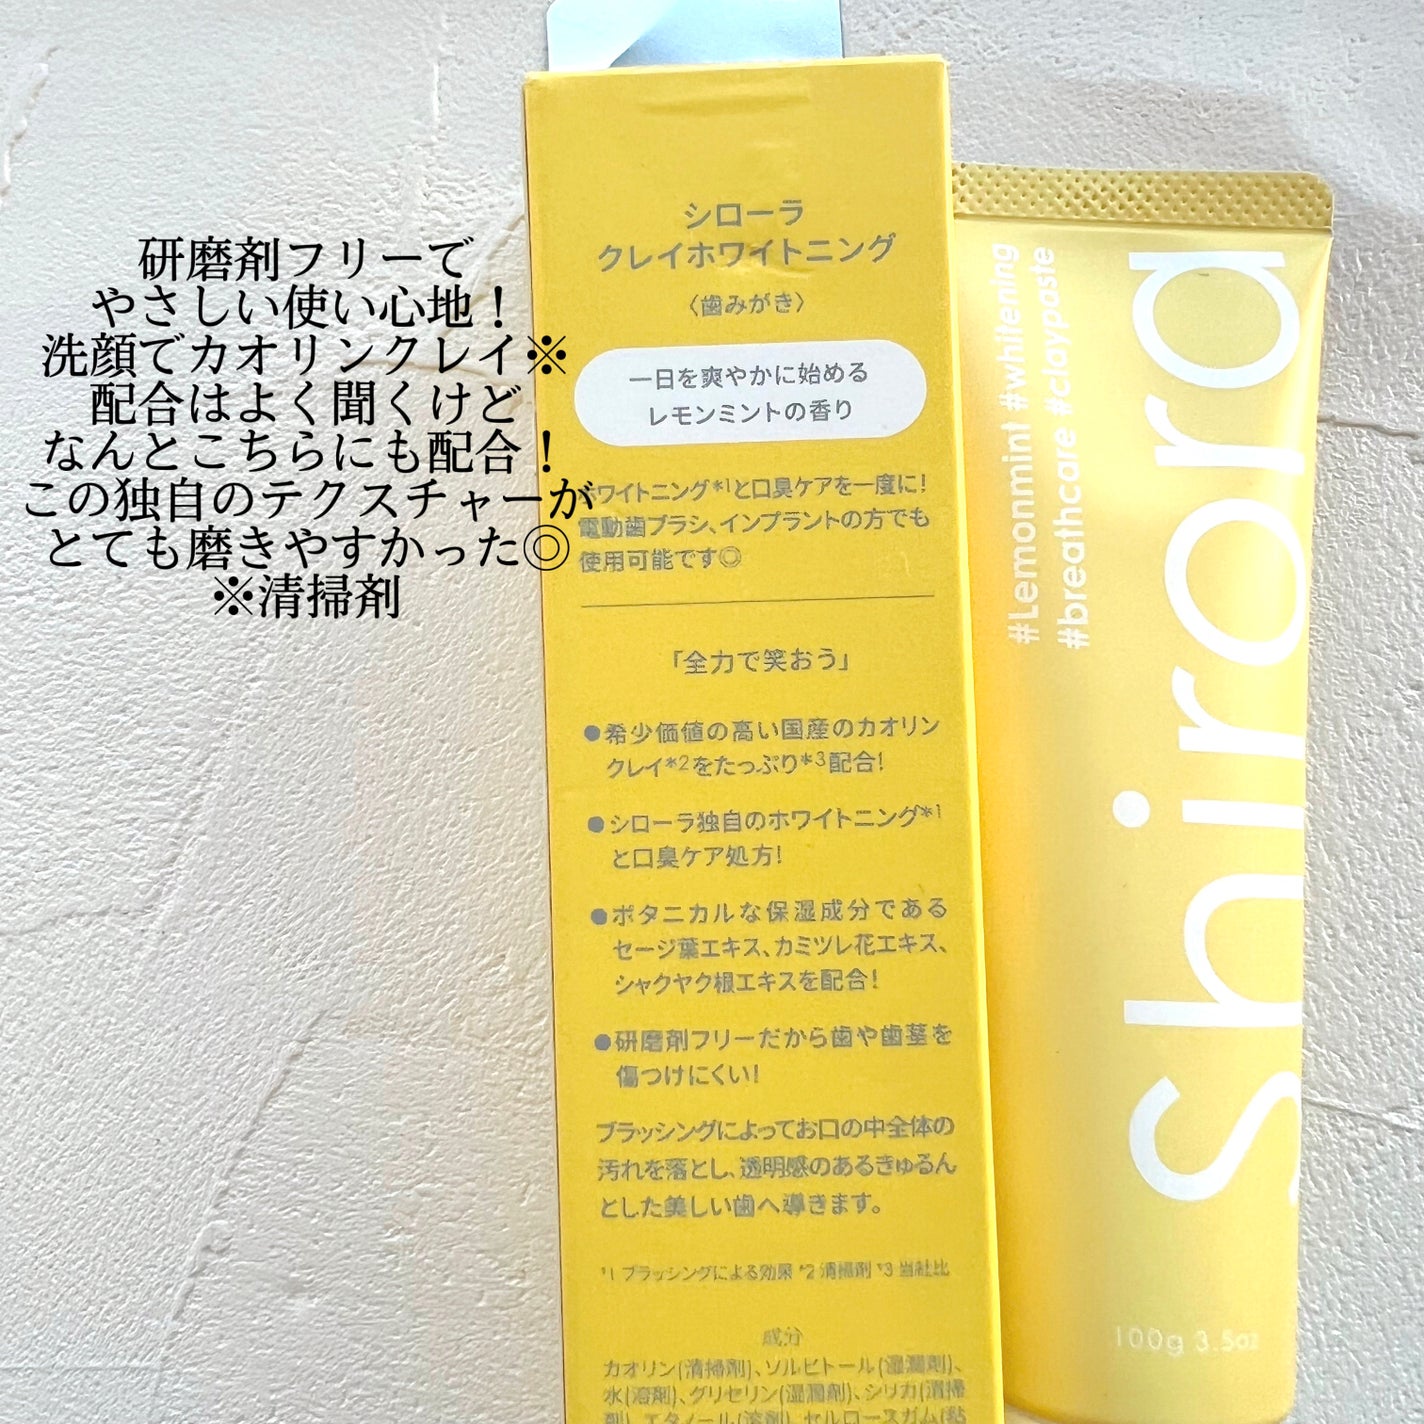 研磨剤フリーで
やさしい使い心地！
洗顔でカオリンクレイ※
配合はよく聞くけど
なんとこちらにも配合！
この独自のテクスチャーが
とても磨きやすかった◎
※清掃剤
シローラ
クレイホワイトニング
〈歯みがき〉
一日を爽やかに始める
レモンミントの香り
ホワイトニング*1と口臭ケアを一度に!
電動歯ブラシ、インプラントの方でも
使用可能です◎
「全力で笑おう」
●希少価値の高い国産のカオリン
クレイ*2をたっぷり*3配合!
●シローラ独自のホワイトニング*1
と口臭ケア処方!
●ボタニカルな保湿成分である
セージ葉エキス、カミツレ花エキス、
シャクヤク根エキスを配合!
●研磨剤フリーだから歯や歯茎を
傷つけにくい!
ブラッシングによってお口の中全体の
汚れを落とし、透明感のあるきゅるん
とした美しい歯へ導きます。
*1 ブラッシングによる効果 *2 清掃剤 *3 当社比
成分
カオリン(清掃剤)、ソルビトール(湿潤剤)、
水(溶剤)、グリセリン(湿潤剤)、シリカ(清掃
剤)、エタノール(溶剤)、セルロースガム(粘
#Lemonmint #whitening
#breathcare #claypaste
shirora
100g 3.5oz